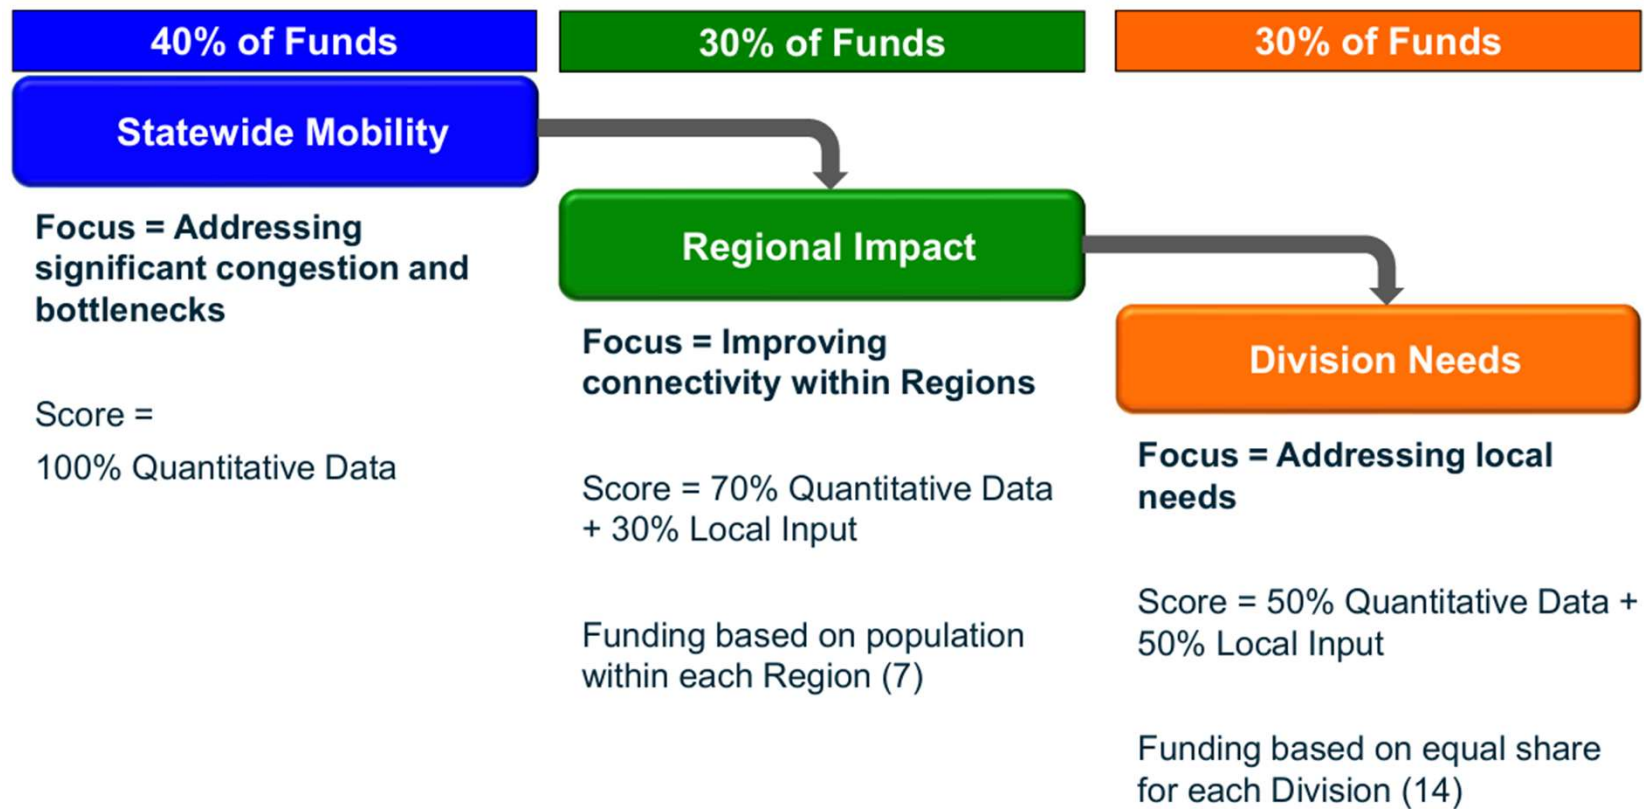 40% of Funds
30% of Funds
30% of Funds
Statewide Mobility
Focus = Addressing
significant congestion and
bottlenecks
Score =
100% Quantitative Data
Regional Impact
Focus = Improving
connectivity within Regions
Score = 70% Quantitative Data
+ 30% Local Input
Funding based on population
within each Region (7)
Division Needs
Focus = Addressing local
needs
Score = 50% Quantitative Data +
50% Local Input
Funding based on equal share
for each Division (14)